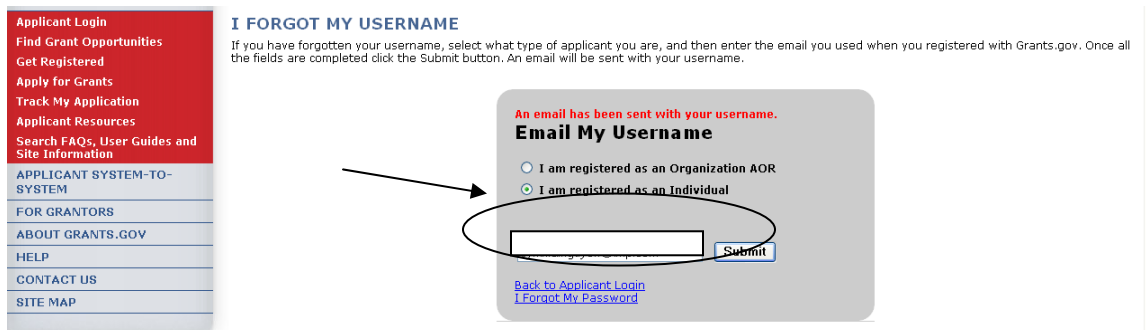 Applicant Login
Find Grant Opportunities
Get Registered
Apply for Grants
Track My Application
Applicant Resources
Search FAQs, User Guides and
Site Information
APPLICANT SYSTEM-TO-
SYSTEM
FOR GRANTORS
ABOUT GRANTS.GOV
HELP
CONTACT US
SITE MAP
I FORGOT MY USERNAME
If you have forgotten your username, select what type of applicant you are, and then enter the email you used when you registered with Grants.gov. Once all
the fields are completed click the Submit button. An email will be sent with your username.
An email has been sent with your username.
Email My Username
I am registered as an Organization AOR
I am registered as an Individual
Submit
Back to Applicant Login
I Forgot My Password